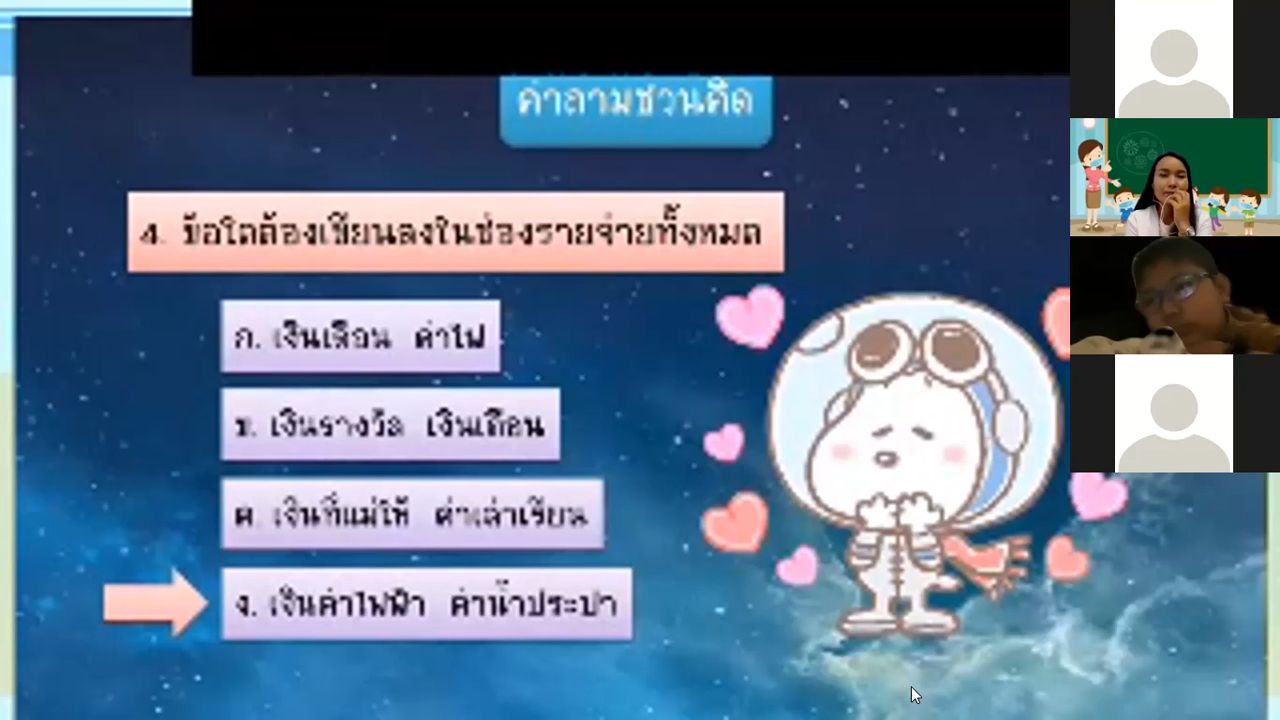 คำถามชวนคิด
4. ข้อใดต้องเขียนลงในช่องรายจ่ายทั้งหมด
ก. เงินเดือน ค่าไฟ
ข. เงินรางวัล เงินเดือน
ค. เงินที่แม่ให้ ค่าเล่าเรียน
ง. เงินค่าไฟฟ้า ค่าน้ำประปา